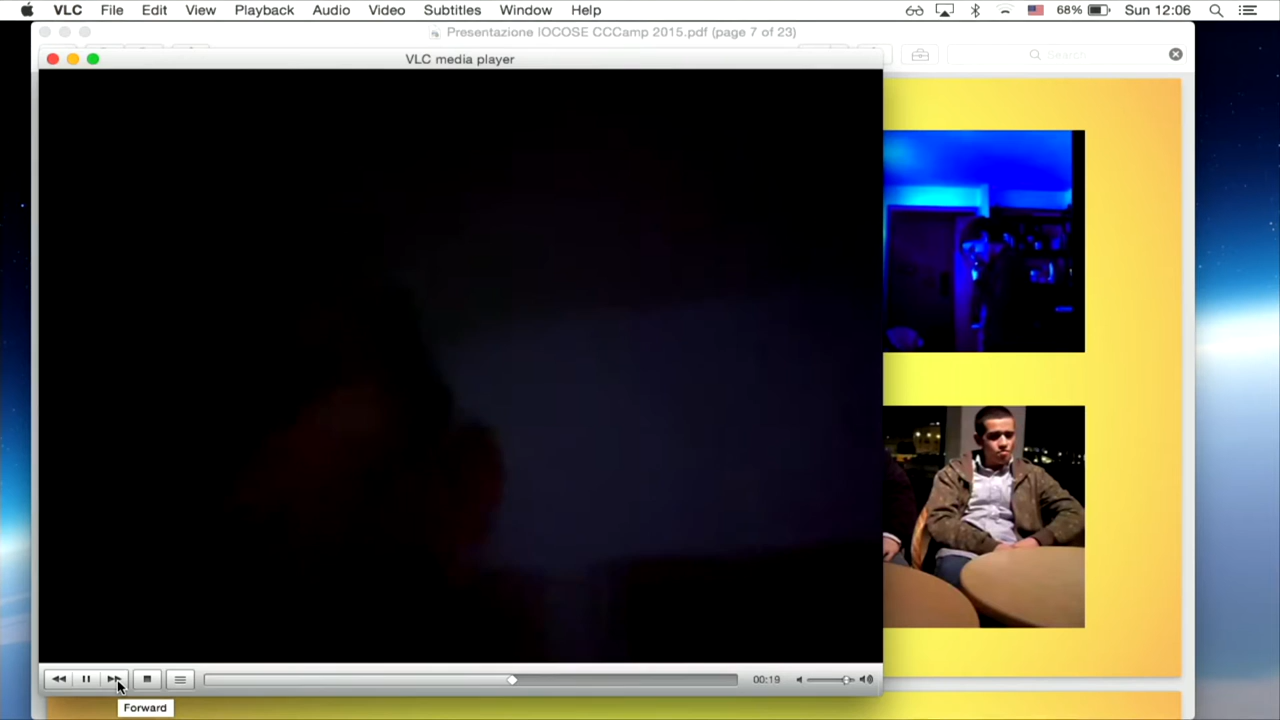 VLC File Edit View Playback Audio Video Subtitles Window Help 68% Sun 12:06
Presentazione IOCOSE CCCamp 2015.pdf (page 7 of 23)
Search
VLC media player
00:19
Forward